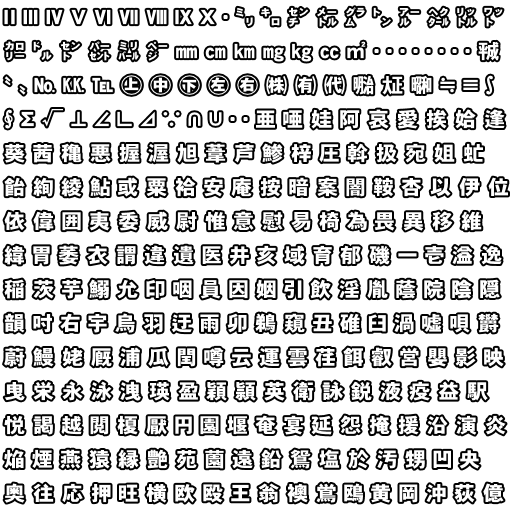 Ⅱ Ⅲ Ⅳ Ⅴ Ⅵ Ⅶ Ⅷ Ⅸ Ⅹ ・ ㍉ ㌔ ㌢ ㍍ ㌘ ㌧ ㌃ ㌶ ㍑ ㍗
㌍ ㌦ ㌣ ㌫ ㍊ ㌻ ㎜ ㎝ ㎞ ㎎ ㎏ ㏄ ㎡ ・ ・ ・ ・ ・ ・ ・ ・
〝 〟 № ㏍ ℡ ㊤ ㊥ ㊦ ㊧ ㊨ ㈱ ㈲ ㈹ ㍾ ㍽ ㍼ ≒ ≡ ∫
∮ Σ √ ⊥ ∠ ∟ ⊿ ∵ ∩ ∪ ・ ・ 亜 唖 娃 阿 哀 愛 挨 姶 逢
葵 茜 穐 悪 握 渥 旭 葦 芦 鯵 梓 圧 斡 扱 宛 姐 虻
飴 絢 綾 鮎 或 粟 袷 安 庵 按 暗 案 闇 鞍 杏 以 伊 位
依 偉 囲 夷 委 威 尉 惟 意 慰 易 椅 為 畏 異 移 維
緯 胃 萎 衣 謂 違 遺 医 井 亥 域 育 郁 磯 一 壱 溢 逸
稲 茨 芋 鰯 允 印 咽 員 因 姻 引 飲 淫 胤 蔭 院 陰 隠
韻 吋 右 宇 烏 羽 迂 雨 卯 鵜 窺 丑 碓 臼 渦 嘘 唄 欝
蔚 鰻 姥 厩 浦 瓜 閏 噂 云 運 雲 荏 餌 叡 営 嬰 影 映
曳 栄 永 泳 洩 瑛 盈 穎 頴 英 衛 詠 鋭 液 疫 益 駅
悦 謁 越 閲 榎 厭 円 園 堰 奄 宴 延 怨 掩 援 沿 演 炎
焔 煙 燕 猿 縁 艶 苑 薗 遠 鉛 鴛 塩 於 汚 甥 凹 央
奥 往 応 押 旺 横 欧 殴 王 翁 襖 鴬 鴎 黄 岡 沖 荻 億